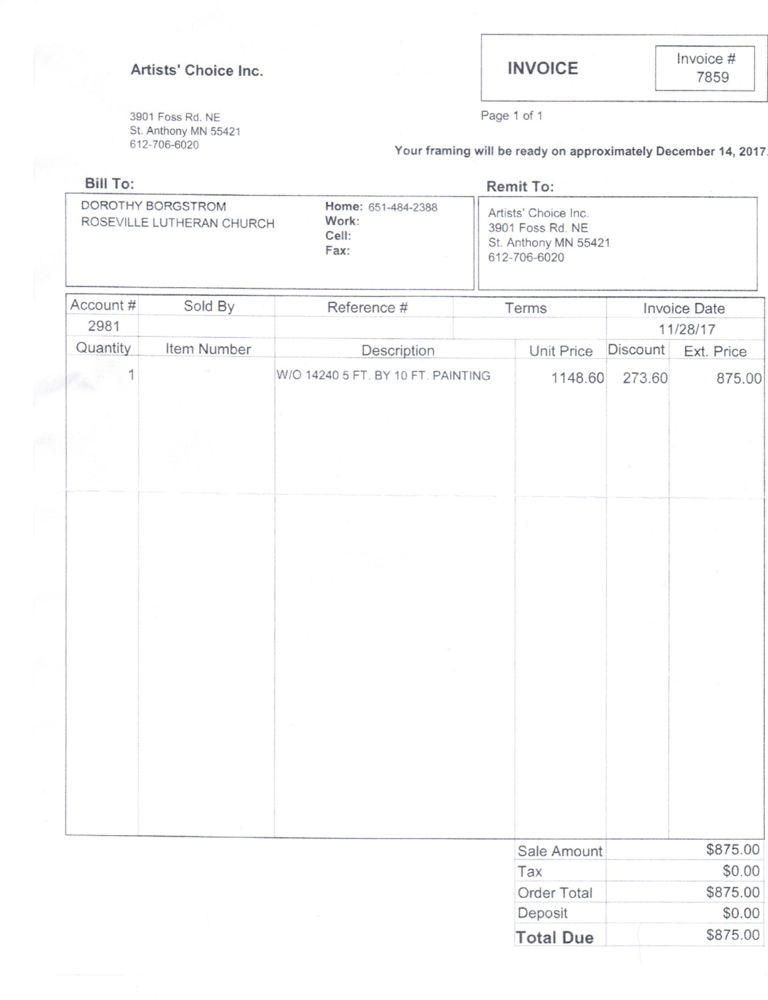 Artists' Choice Inc.
INVOICE
Invoice #
7859
3901 Foss Rd. NE
St. Anthony MN 55421
612-706-6020
Page 1 of 1
Your framing will be ready on approximately December 14, 2017.
Bill To:
DOROTHY BORGSTROM
ROSEVILLE LUTHERAN CHURCH
Home: 651-484-2388
Work:
Cell:
Fax:
Remit To:
Artists' Choice Inc.
3901 Foss Rd. NE
St. Anthony MN 55421
612-706-6020
Account # Sold By Reference # Terms Invoice Date
2981 11/28/17
Quantity Item Number Description Unit Price Discount Ext. Price
1 W/O 14240 5 FT. BY 10 FT. PAINTING 1148.60 273.60 875.00
Sale Amount $875.00
Tax $0.00
Order Total $875.00
Deposit $0.00
Total Due $875.00